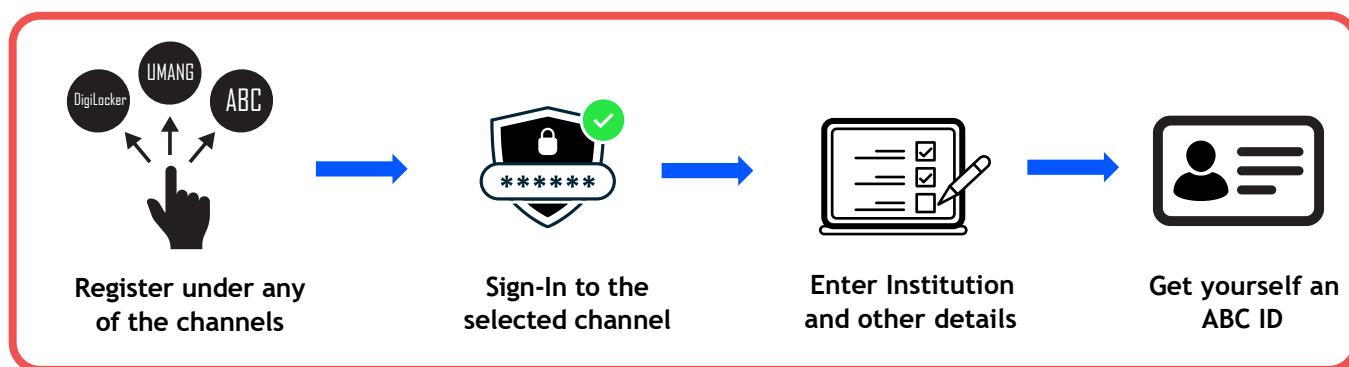 DigiLocker
UMANG
ABC
******
Register under any
of the channels
Sign-In to the
selected channel
Enter Institution
and other details
Get yourself an
ABC ID